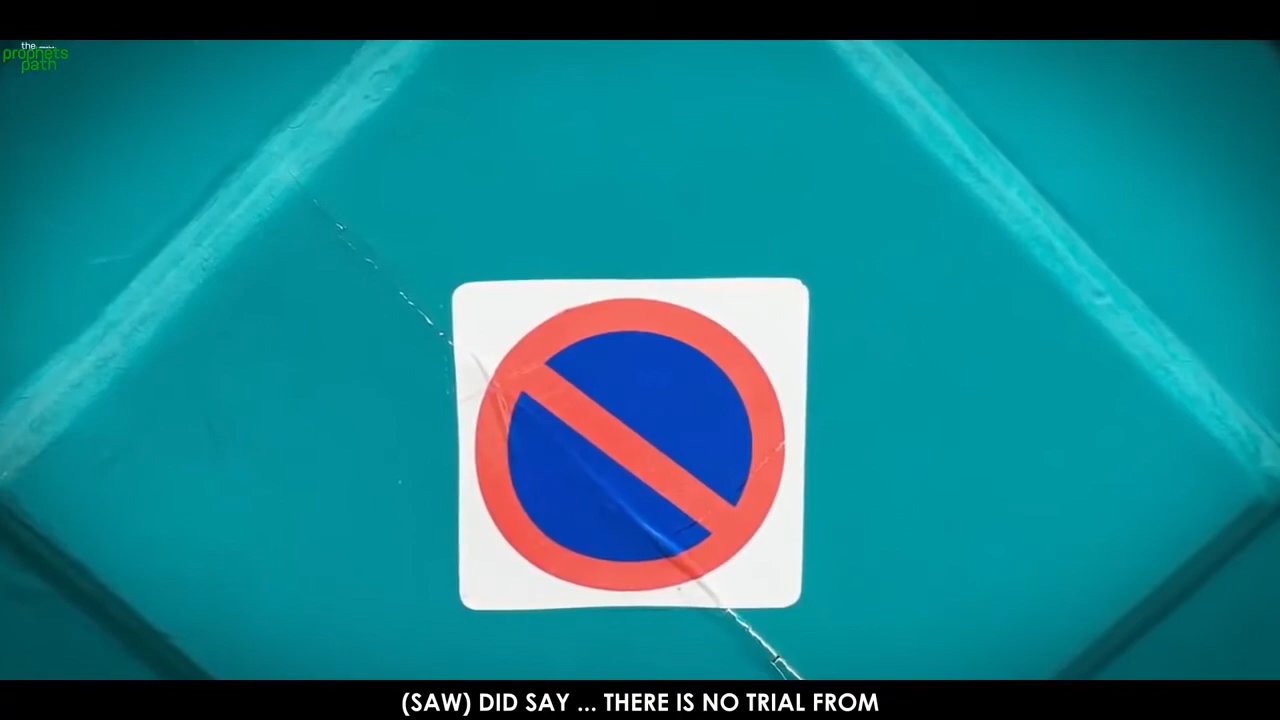 the
prophets
path
(SAW) DID SAY ... THERE IS NO TRIAL FROM